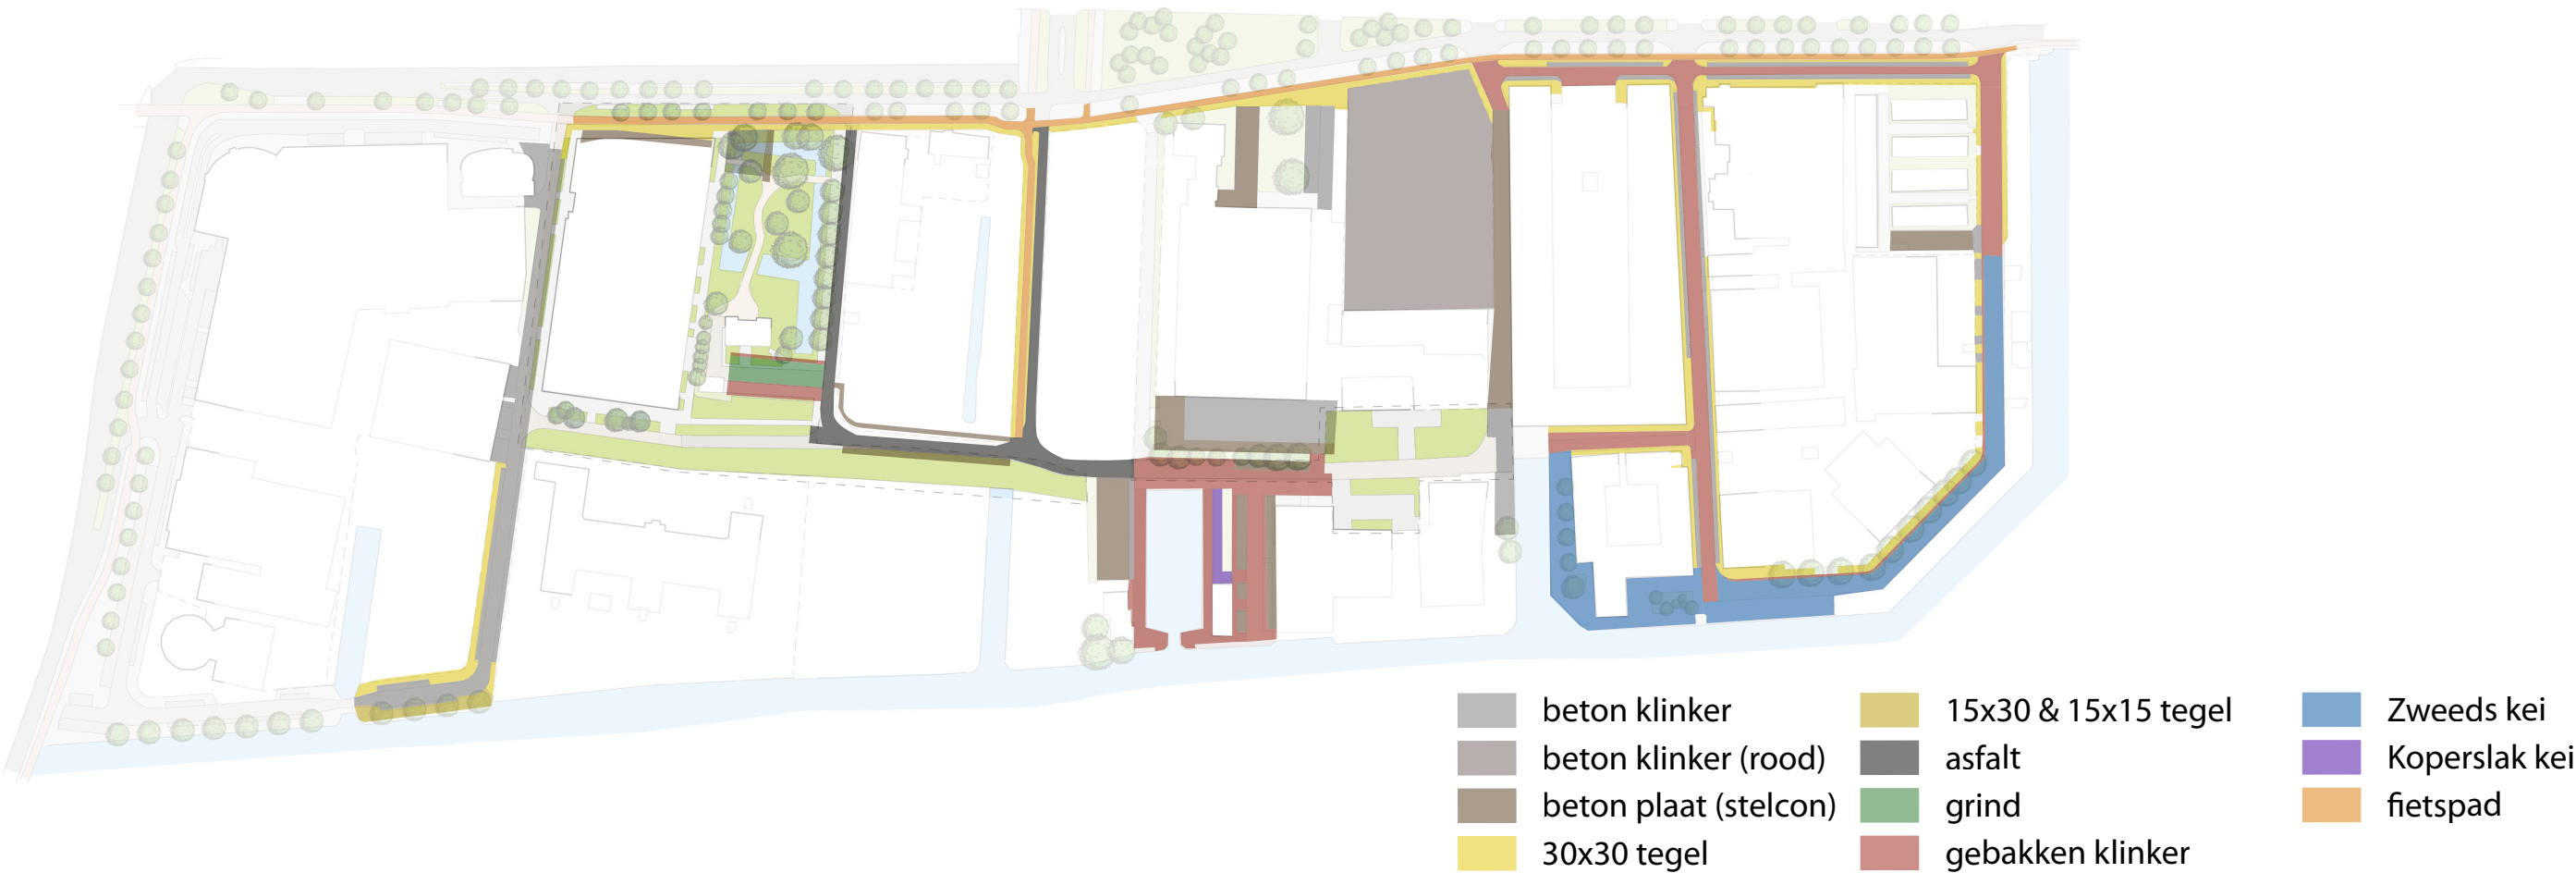 beton klinker
beton klinker (rood)
beton plaat (stelcon)
30x30 tegel
15x30 & 15x15 tegel
asfalt
grind
gebakken klinker
Zweeds kei
Koperslak kei
fietspad